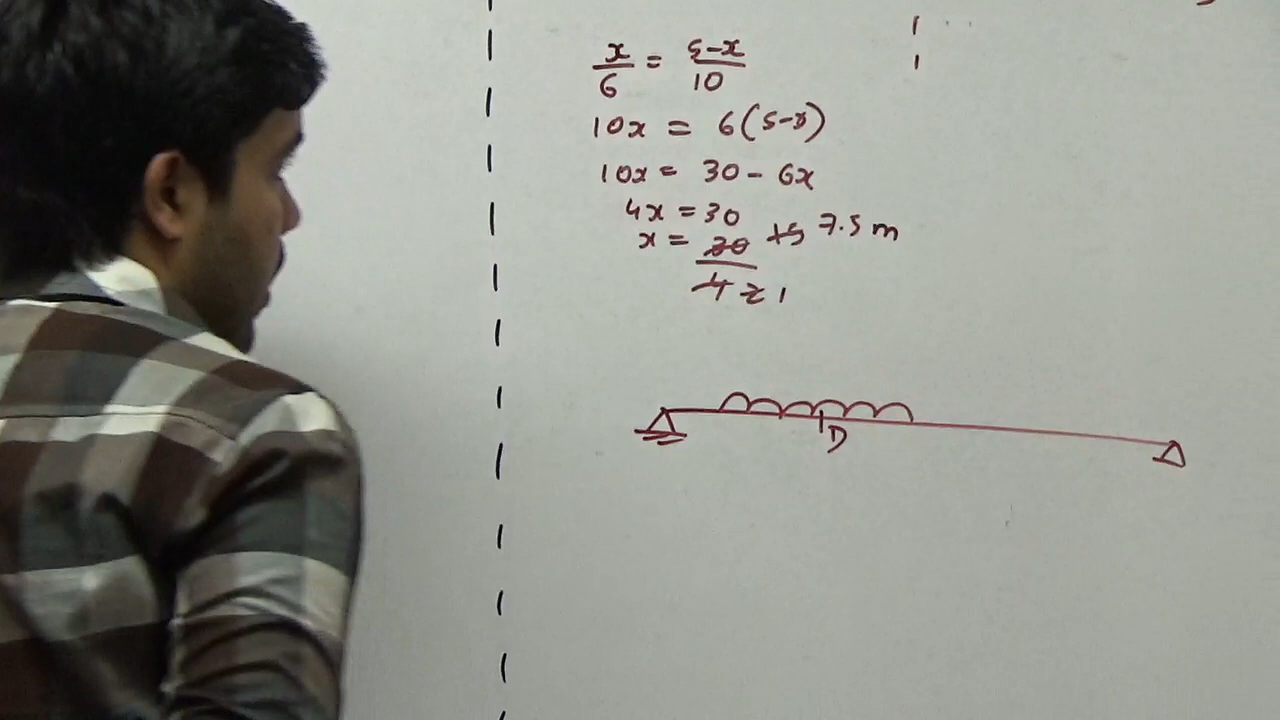 x/6 = 5-x/10
10x = 6(5-x)
10x = 30 - 6x
4x = 30
x = 30/4 7.5 m
D